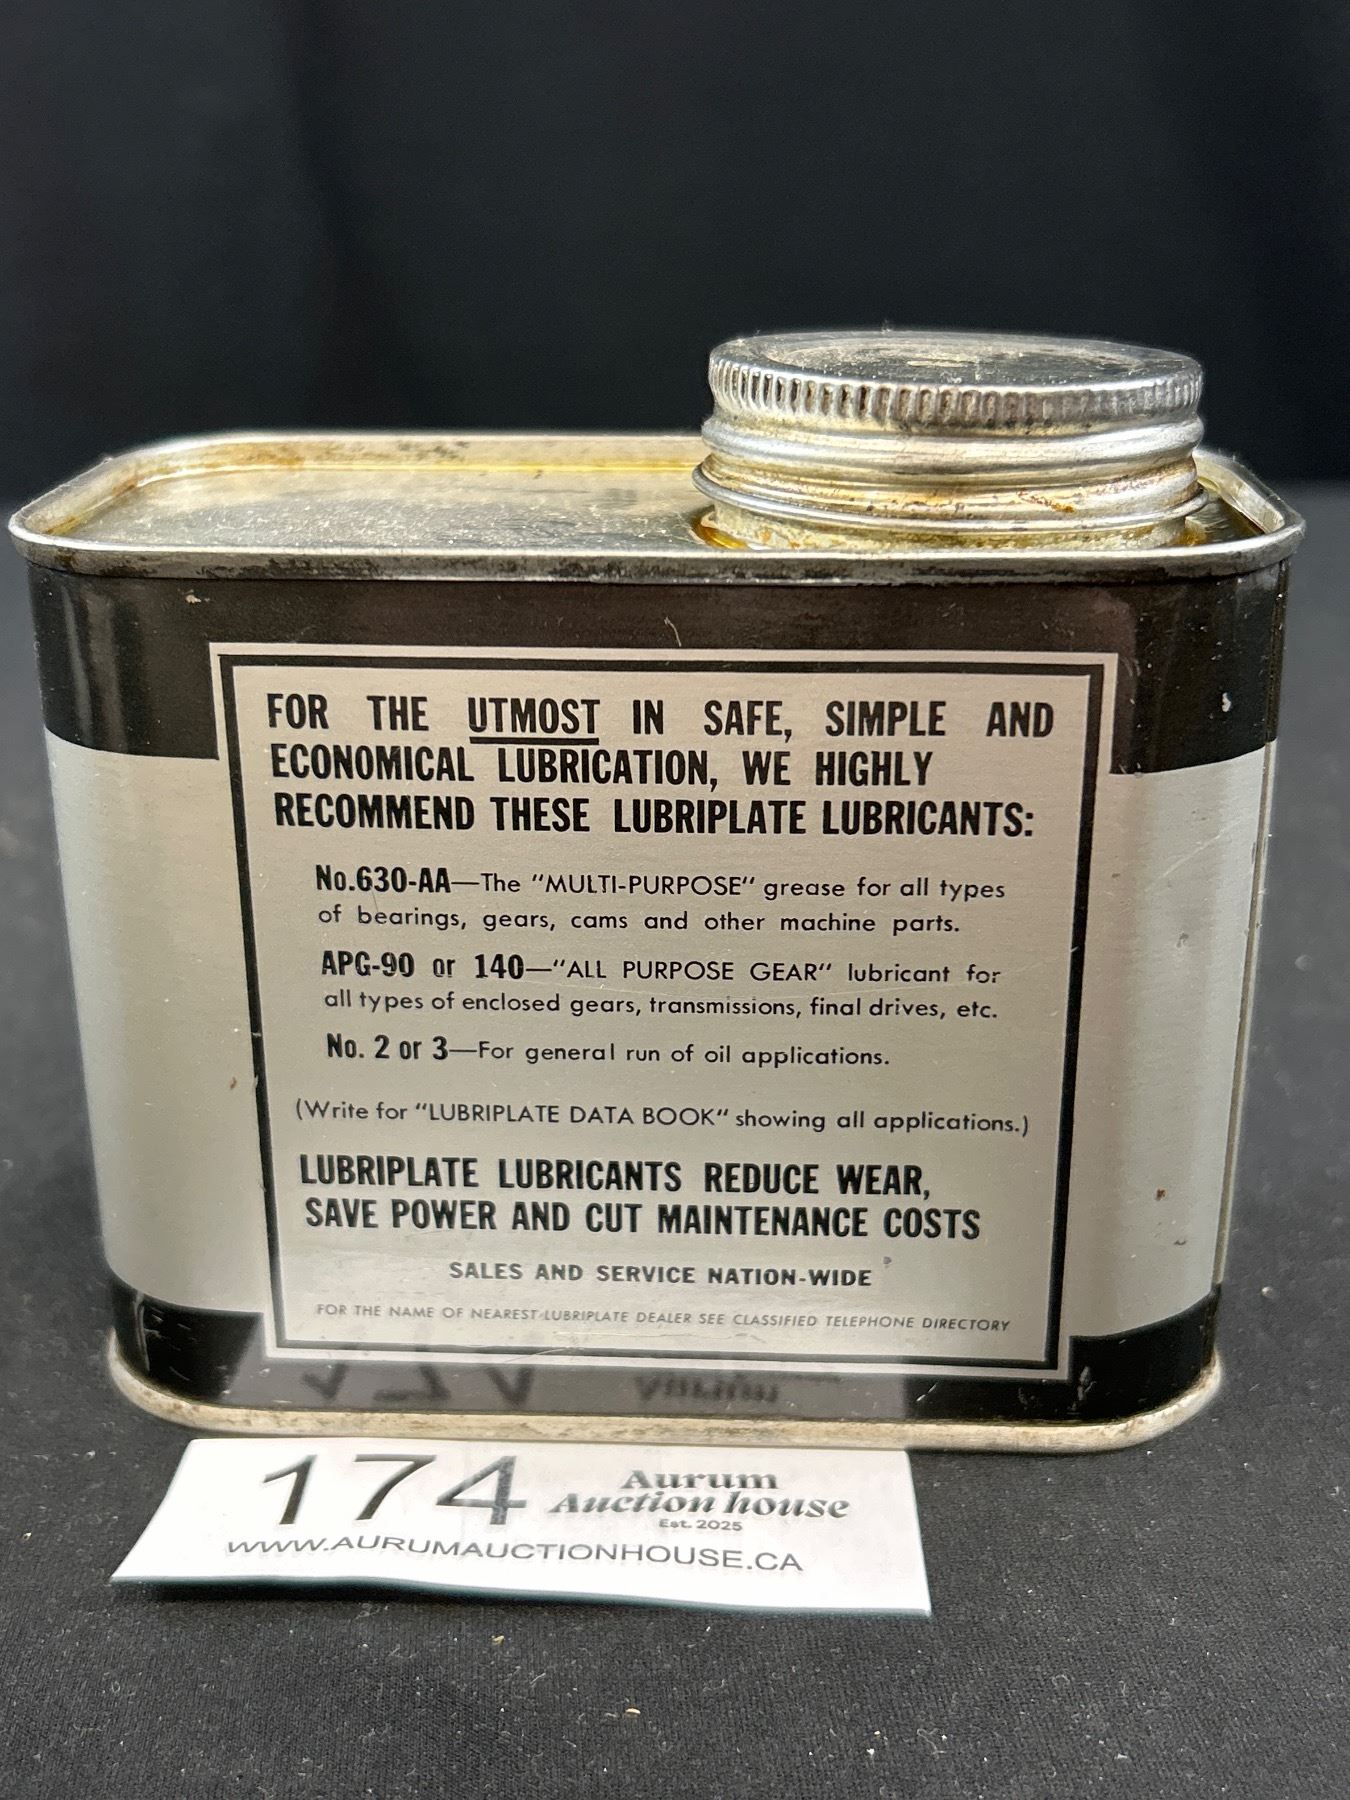 FOR THE UTMOST IN SAFE, SIMPLE AND
ECONOMICAL LUBRICATION, WE HIGHLY
RECOMMEND THESE LUBRIPLATE LUBRICANTS:
No.630-AA—The "MULTI-PURPOSE" grease for all types
of bearings, gears, cams and other machine parts.
APG-90 or 140—"ALL PURPOSE GEAR" lubricant for
all types of enclosed gears, transmissions, final drives, etc.
No. 2 or 3—For general run of oil applications.
(Write for "LUBRIPLATE DATA BOOK" showing all applications.)
LUBRIPLATE LUBRICANTS REDUCE WEAR,
SAVE POWER AND CUT MAINTENANCE COSTS
SALES AND SERVICE NATION-WIDE
FOR THE NAME OF NEAREST LUBRIPLATE DEALER SEE CLASSIFIED TELEPHONE DIRECTORY
174 Aurum
Auction house
Est. 2025
WWW.AURUMAUCTIONHOUSE.CA